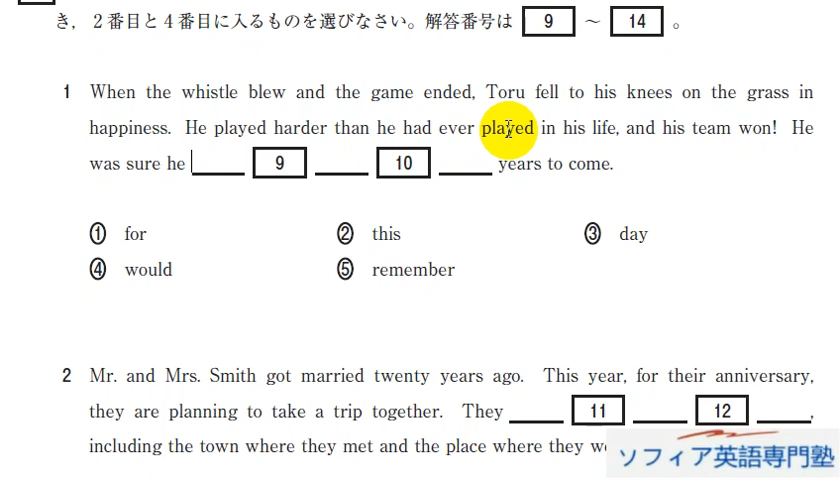 き，２番目と４番目に入るものを選びなさい。解答番号は 9 ～ 14 。
1 When the whistle blew and the game ended, Toru fell to his knees on the grass in
happiness. He played harder than he had ever played in his life, and his team won! He
was sure he ____ 9 ____ 10 ____ years to come.
① for ② this ③ day
④ would ⑤ remember
2 Mr. and Mrs. Smith got married twenty years ago. This year, for their anniversary,
they are planning to take a trip together. They ____ 11 ____ 12 ____,
including the town where they met and the place where they
ソフィア英語専門塾